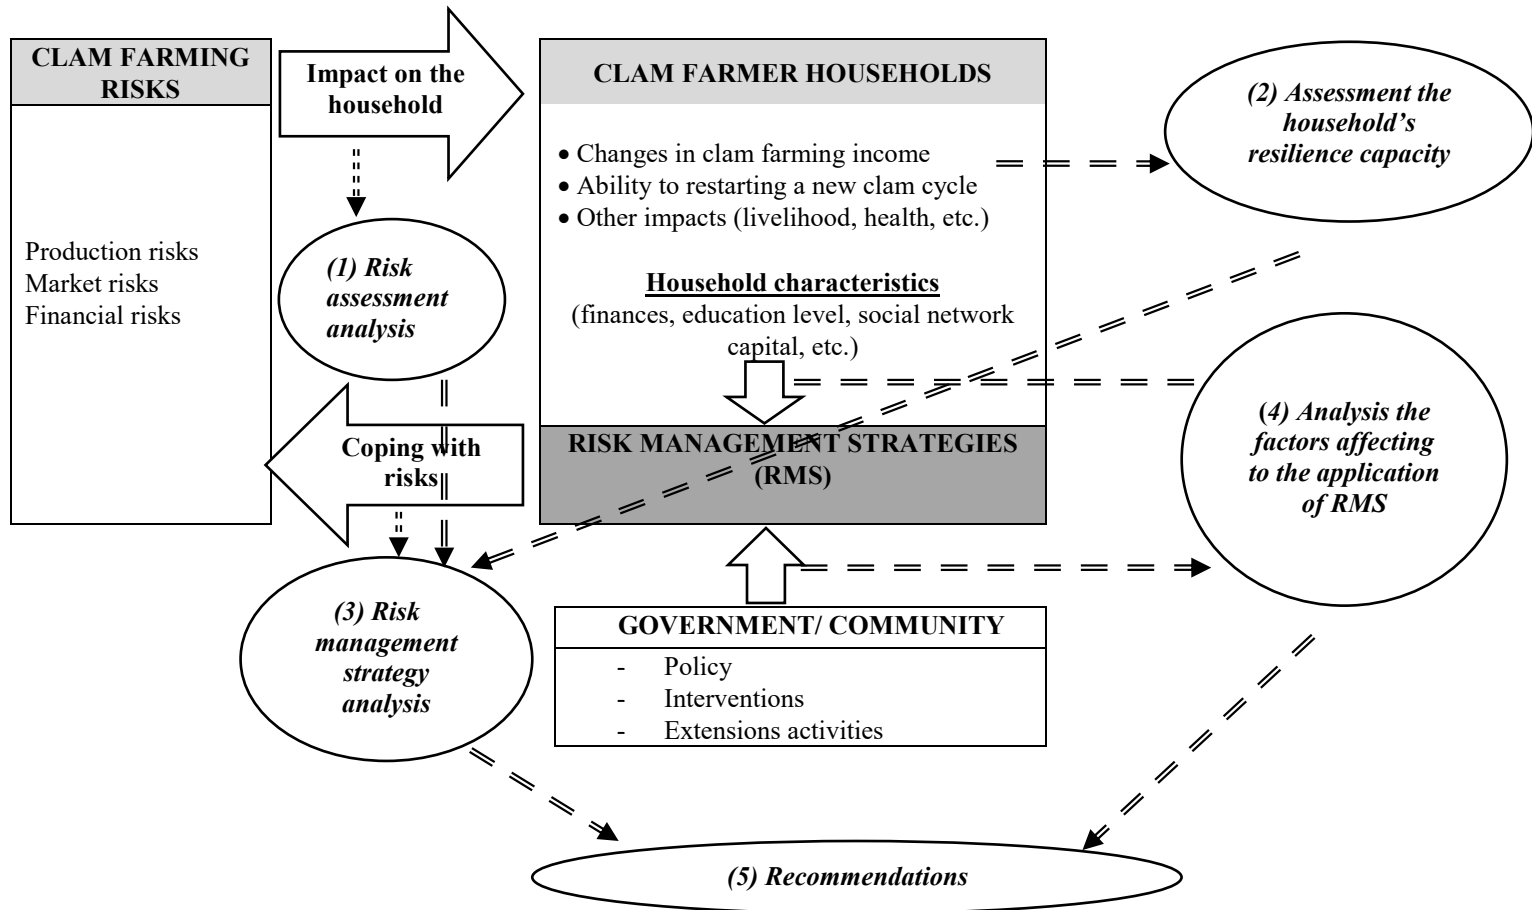 CLAM FARMING
RISKS
Production risks
Market risks
Financial risks
Impact on the
household
(1) Risk
assessment
analysis
Coping with
risks
(3) Risk
management
strategy
analysis
CLAM FARMER HOUSEHOLDS
• Changes in clam farming income
• Ability to restarting a new clam cycle
• Other impacts (livelihood, health, etc.)
Household characteristics
(finances, education level, social network
capital, etc.)
RISK MANAGEMENT STRATEGIES
(RMS)
GOVERNMENT/ COMMUNITY
- Policy
- Interventions
- Extensions activities
(2) Assessment the
household’s
resilience capacity
(4) Analysis the
factors affecting
to the application
of RMS
(5) Recommendations